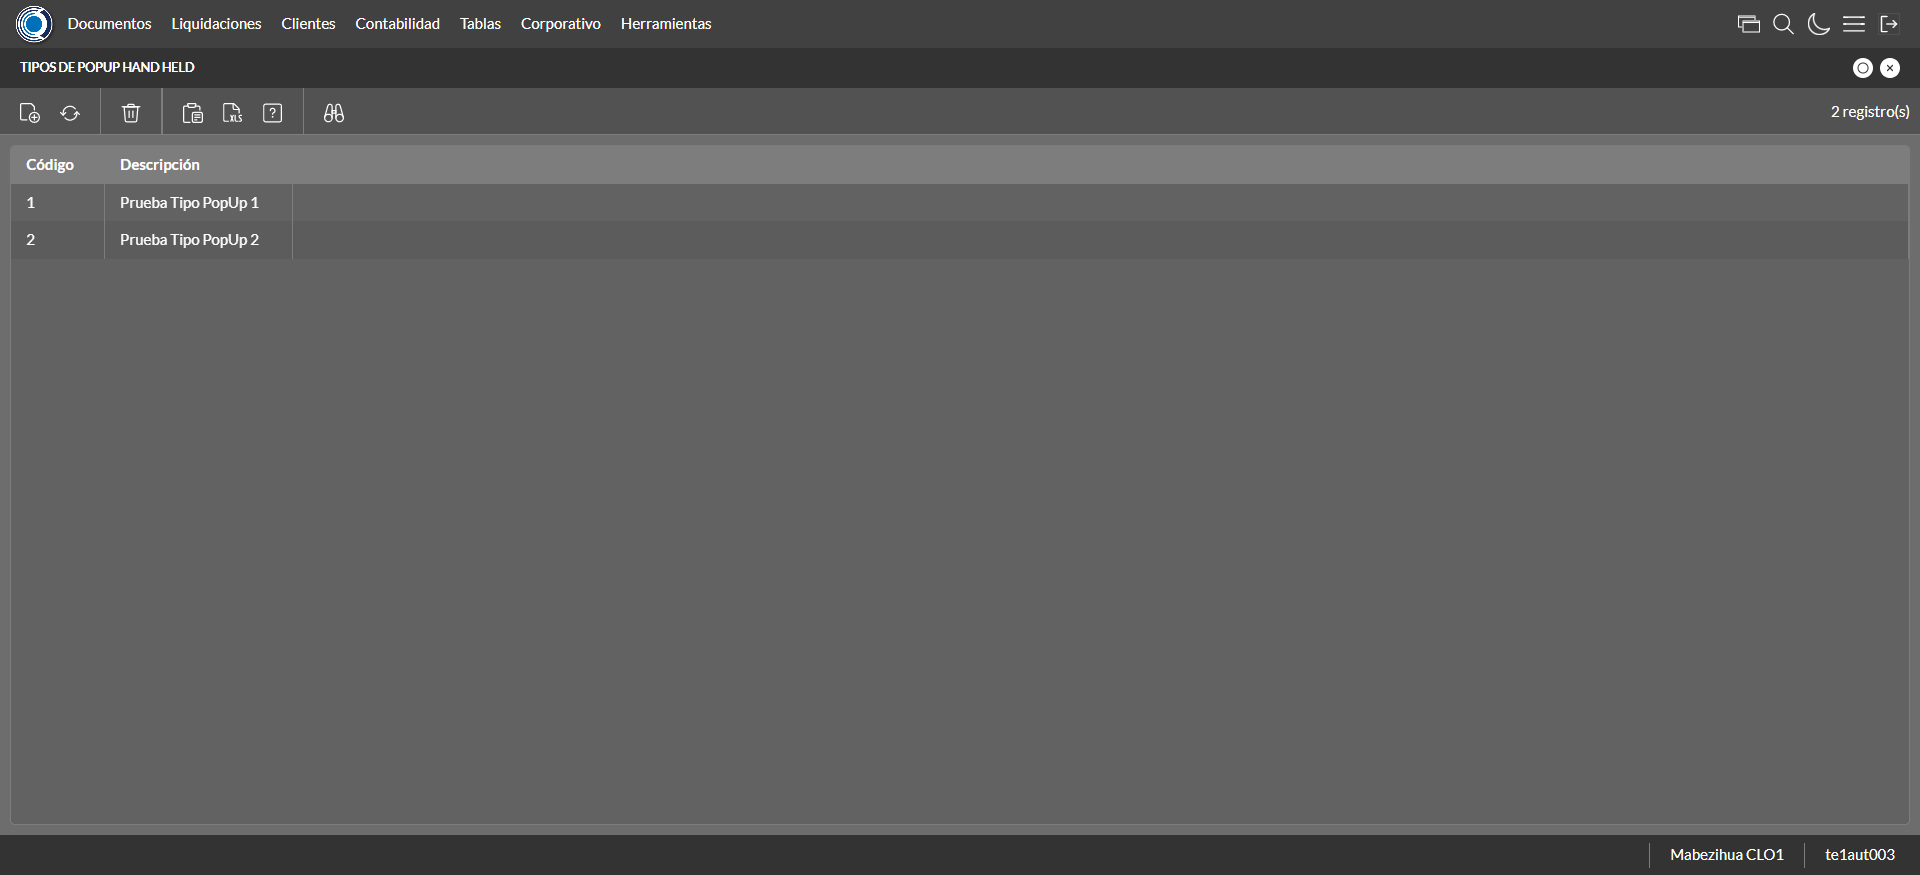 Documentos Liquidaciones Clientes Contabilidad Tablas Corporativo Herramientas
TIPOS DE POPUP HAND HELD
XLS ? 2 registro(s)
Código Descripción
1 Prueba Tipo PopUp 1
2 Prueba Tipo PopUp 2
Mabezihua CLO1 te1aut003